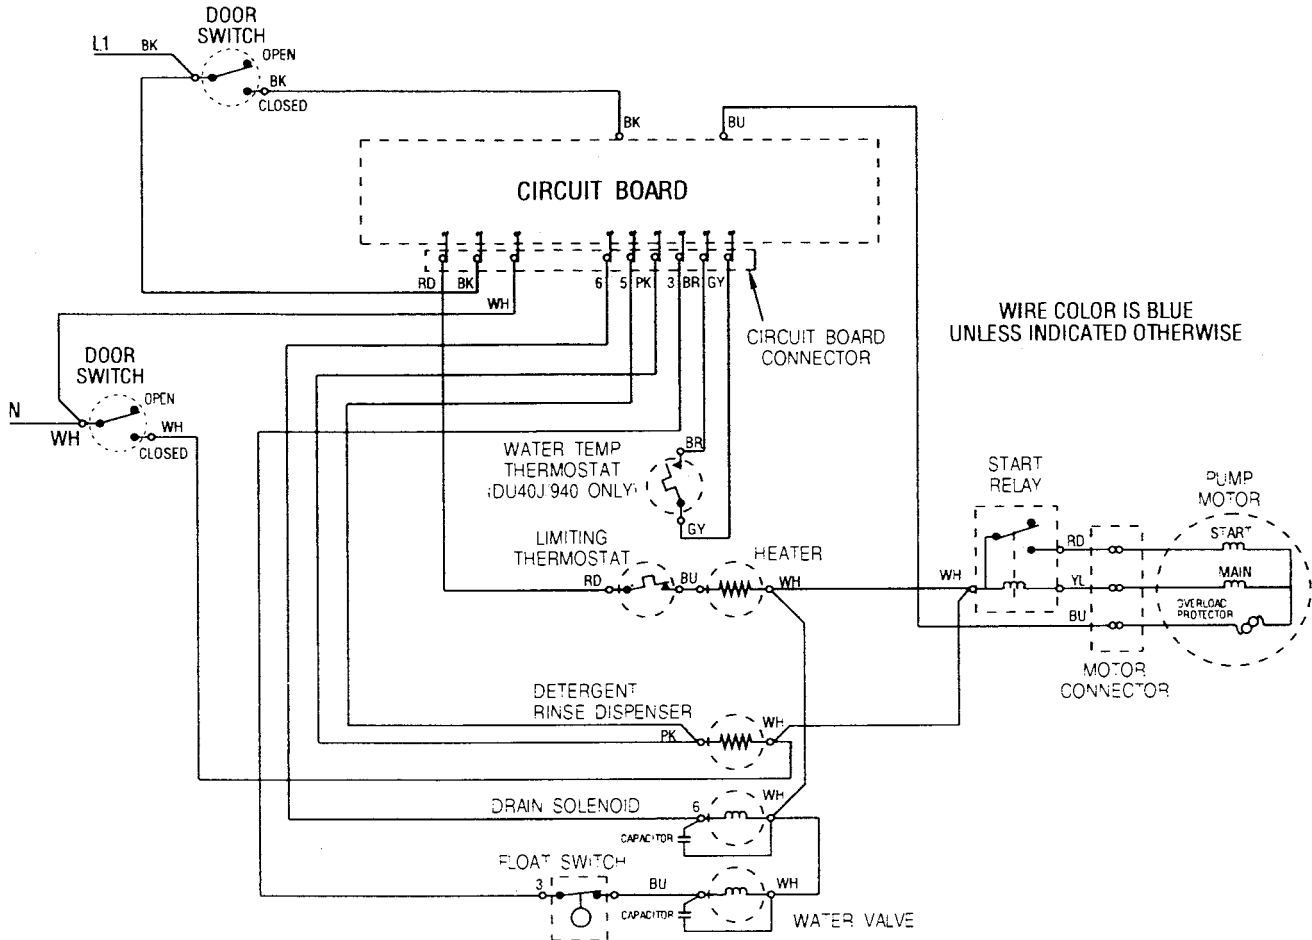 DOOR
SWITCH
L1
BK
OPEN
BK
CLOSED
BK
BU
CIRCUIT BOARD
RD
BK
WH
6
5
PK
3
BR
GY
WIRE COLOR IS BLUE
UNLESS INDICATED OTHERWISE
CIRCUIT BOARD
CONNECTOR
DOOR
SWITCH
OPEN
N
WH
WH
CLOSED
WATER TEMP
THERMOSTAT
(DU40J 940 ONLY)
BR
GY
START
RELAY
PUMP
MOTOR
RD
START
LIMITING
THERMOSTAT
HEATER
RD
BU
WH
WH
YL
MAIN
BU
OVERLOAD
PROTECTOR
MOTOR
CONNECTOR
DETERGENT
RINSE DISPENSER
PK
WH
DRAIN SOLENOID
6
WH
CAPACITOR
FLOAT SWITCH
3
BU
WH
CAPACITOR
WATER VALVE